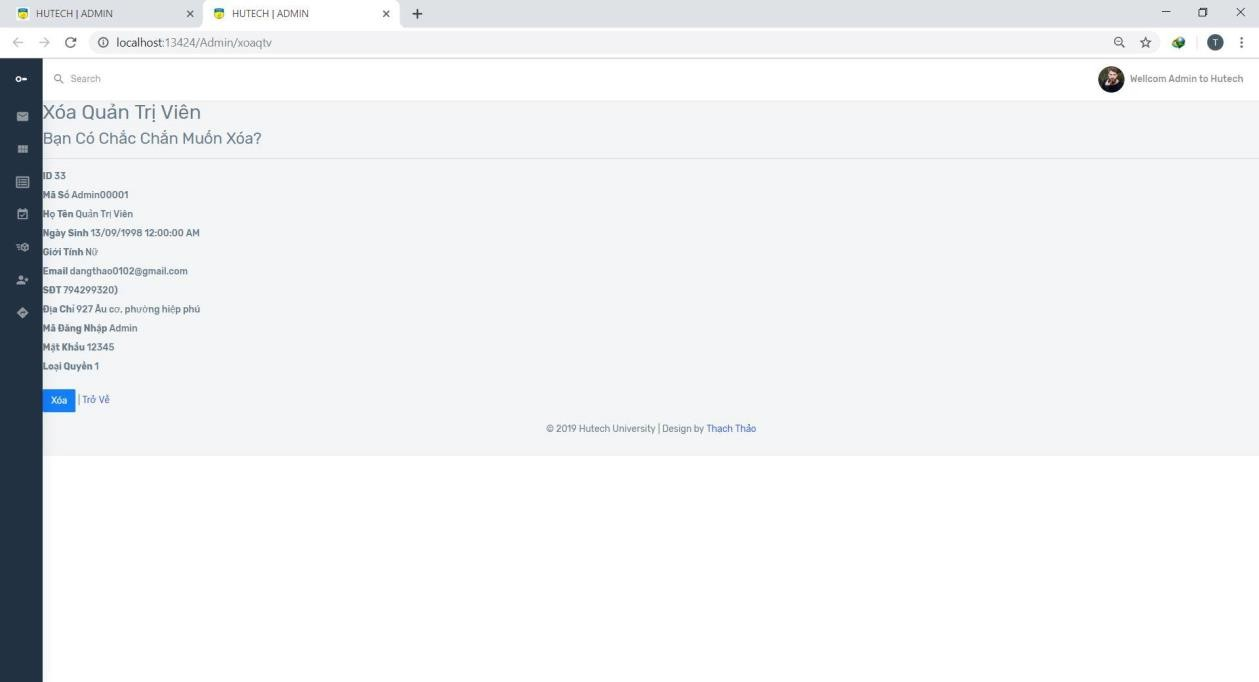 HUTECH | ADMIN
HUTECH | ADMIN
localhost:13424/Admin/xoaqtv
T
Search
Wellcom Admin to Hutech
Xóa Quản Trị Viên
Bạn Có Chắc Chắn Muốn Xóa?
ID 33
Mã Số Admin00001
Họ Tên Quản Trị Viên
Ngày Sinh 13/09/1998 12:00:00 AM
Giới Tính Nữ
Email dangthao0102@gmail.com
SĐT 794299320)
Địa Chỉ 927 Âu cơ, phường hiệp phú
Mã Đăng Nhập Admin
Mật Khẩu 12345
Loại Quyền 1
Xóa | Trở Về
© 2019 Hutech University | Design by Thạch Thảo